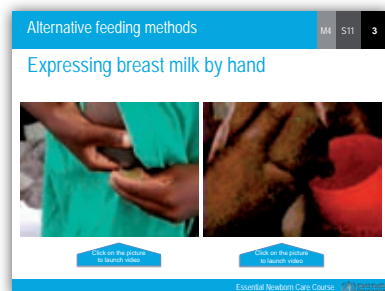 Alternative feeding methods
M4 S11 3
Expressing breast milk by hand
Click on the picture
to launch video
Click on the picture
to launch video
Essential Newborn Care Course